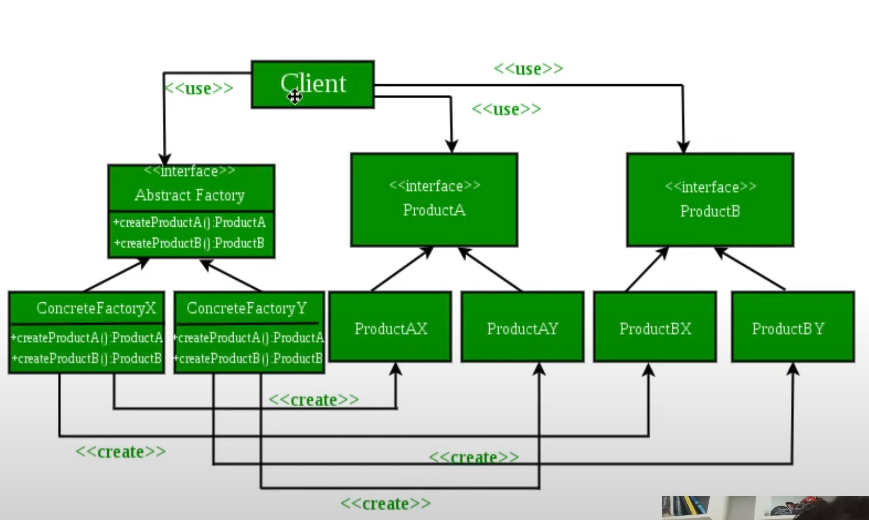 Client
<<use>>
<<use>>
<<use>>
<<interface>>
Abstract Factory
+createProductA():ProductA
+createProductB():ProductB
<<interface>>
ProductA
<<interface>>
ProductB
ConcreteFactoryX
+createProductA():ProductA
+createProductB():ProductB
ConcreteFactoryY
+createProductA():ProductA
+createProductB():ProductB
ProductAX
ProductAY
ProductBX
ProductBY
<<create>>
<<create>>
<<create>>
<<create>>